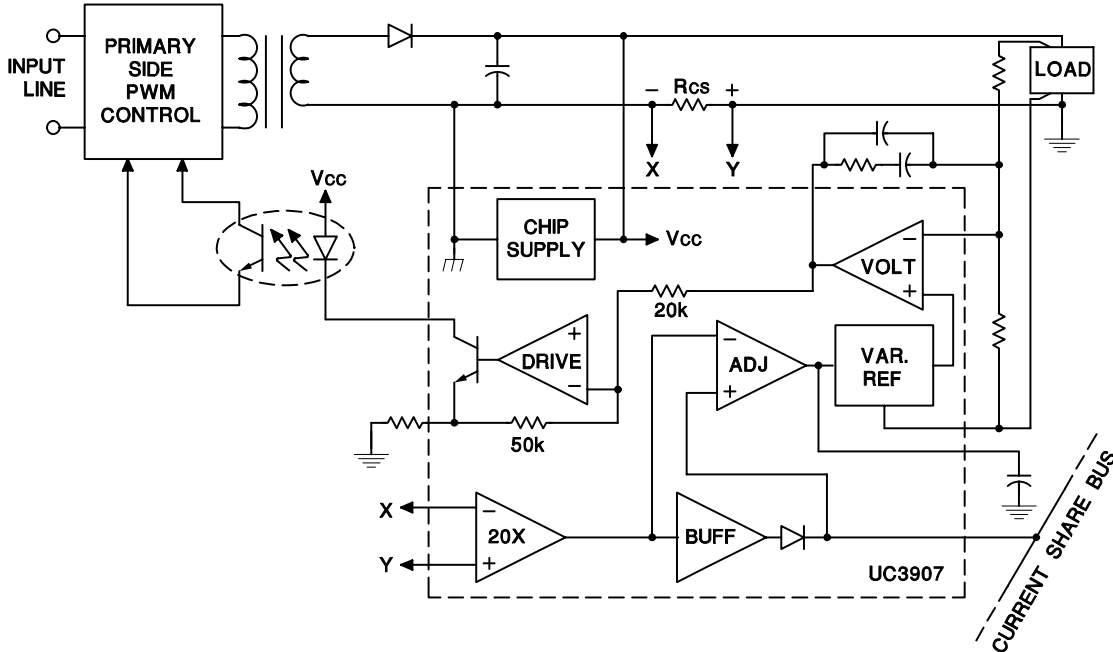 PRIMARY
SIDE
PWM
CONTROL
INPUT
LINE
LOAD
− RCS +
X Y
VCC
CHIP
SUPPLY
VCC
−
VOLT
+
20k
+
DRIVE
−
−
ADJ
+
VAR.
REF
50k
X
−
20X
Y
+
BUFF
UC3907
CURRENT SHARE BUS